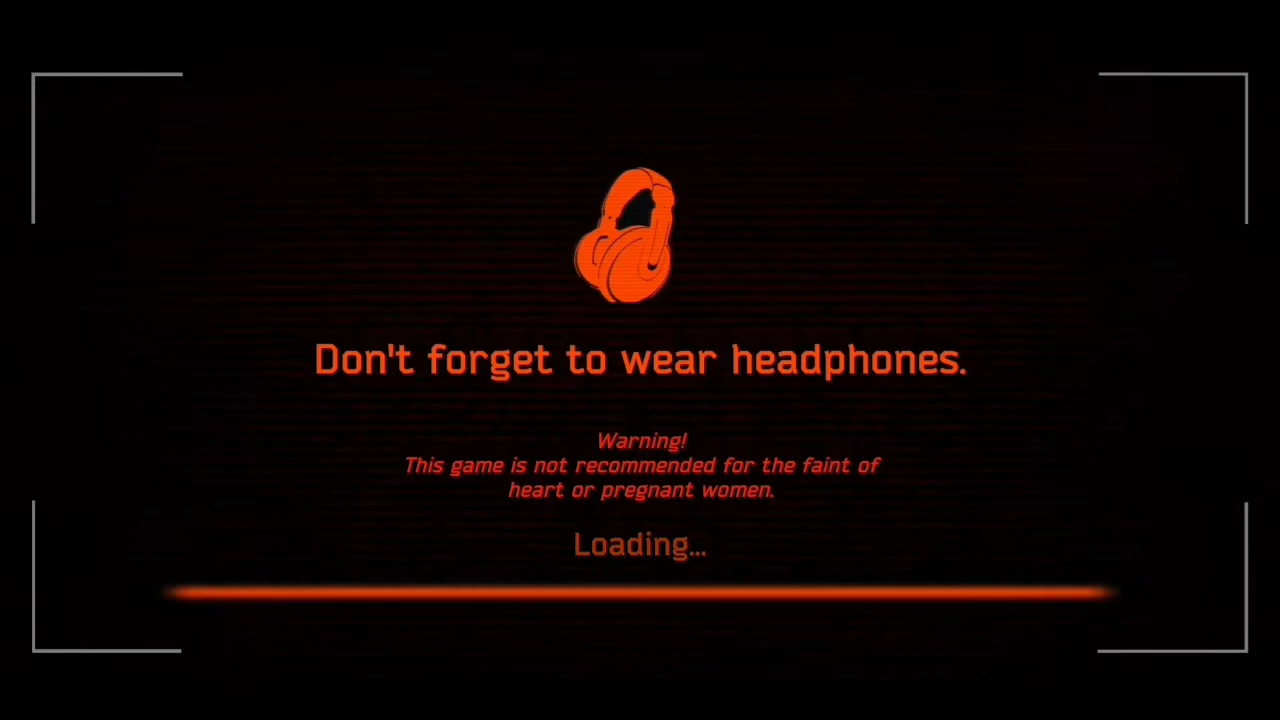 Don't forget to wear headphones.
Warning!
This game is not recommended for the faint of
heart or pregnant women.
Loading...